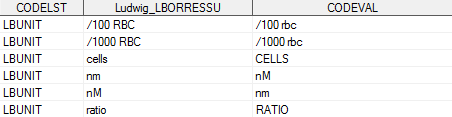 CODELST Ludwig_LBORRESSU CODEVAL
LBUNIT /100 RBC /100 rbc
LBUNIT /1000 RBC /1000 rbc
LBUNIT cells CELLS
LBUNIT nm nM
LBUNIT nM nm
LBUNIT ratio RATIO